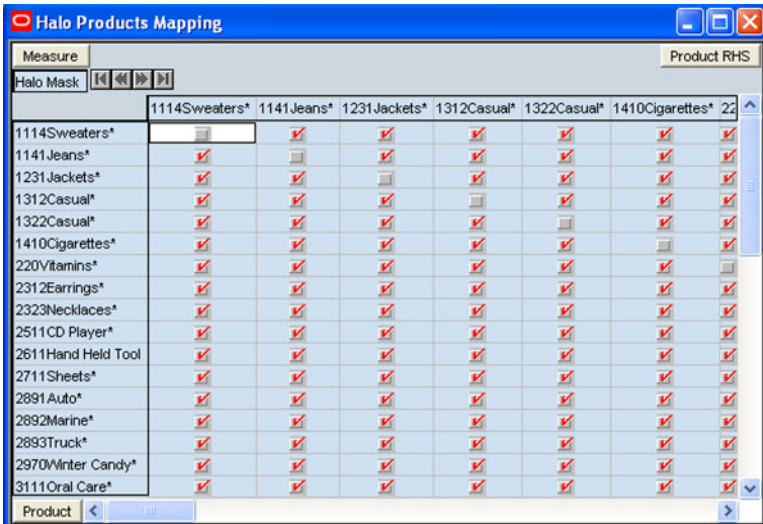 Halo Products Mapping
Measure
Product RHS
Halo Mask
1114Sweaters* 1141Jeans* 1231Jackets* 1312Casual* 1322Casual* 1410Cigarettes* 22
1114Sweaters*
1141Jeans*
1231Jackets*
1312Casual*
1322Casual*
1410Cigarettes*
220Vitamins*
2312Earrings*
2323Necklaces*
2511CD Player*
2611Hand Held Tool
2711Sheets*
2891Auto*
2892Marine*
2893Truck*
2970Winter Candy*
3111Oral Care*
Product